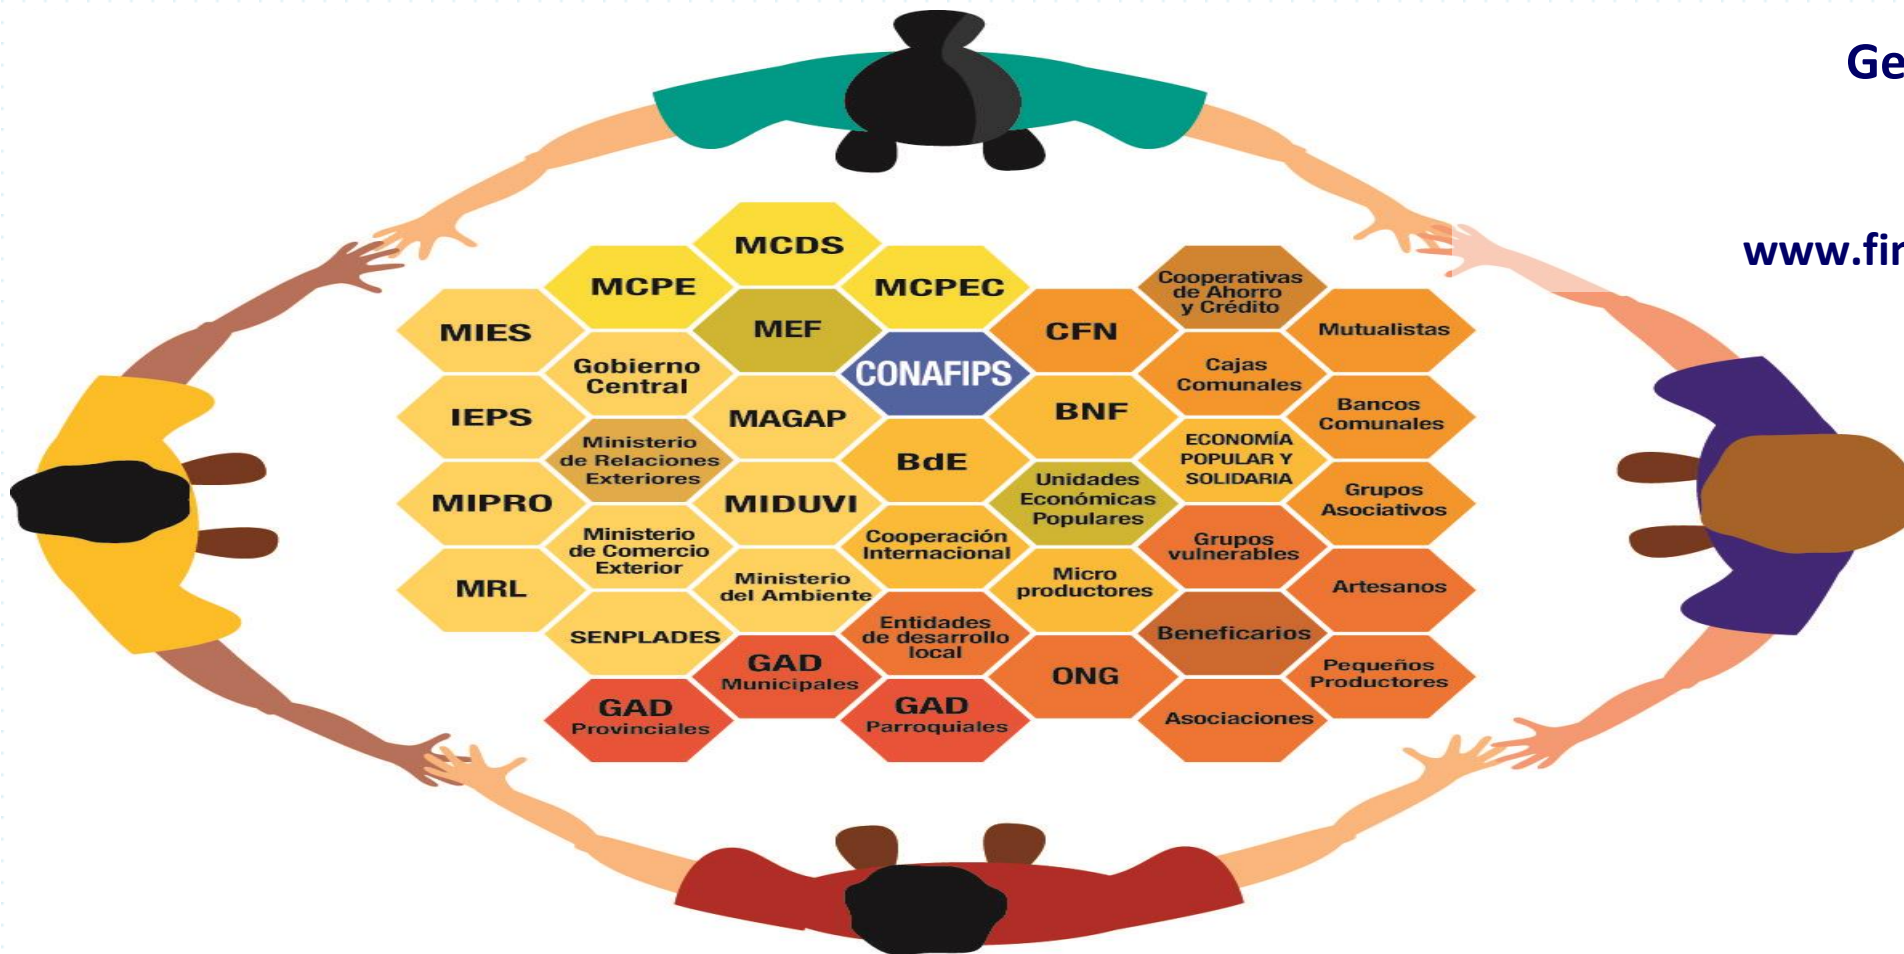 Ge
www.fir
MCDS
MCPE
MCPEC
Cooperativas
de Ahorro
y Crédito
MIES
MEF
CFN
Mutualistas
Gobierno
Central
CONAFIPS
Cajas
Comunales
IEPS
MAGAP
BNF
Bancos
Comunales
Ministerio
de Relaciones
Exteriores
BdE
ECONOMÍA
POPULAR Y
SOLIDARIA
MIPRO
MIDUVI
Unidades
Económicas
Populares
Grupos
Asociativos
Ministerio
de Comercio
Exterior
Cooperación
Internacional
Grupos
vulnerables
MRL
Ministerio
del Ambiente
Micro
productores
Artesanos
SENPLADES
Entidades
de desarrollo
local
Beneficarios
GAD
Municipales
ONG
Pequeños
Productores
GAD
Provinciales
GAD
Parroquiales
Asociaciones